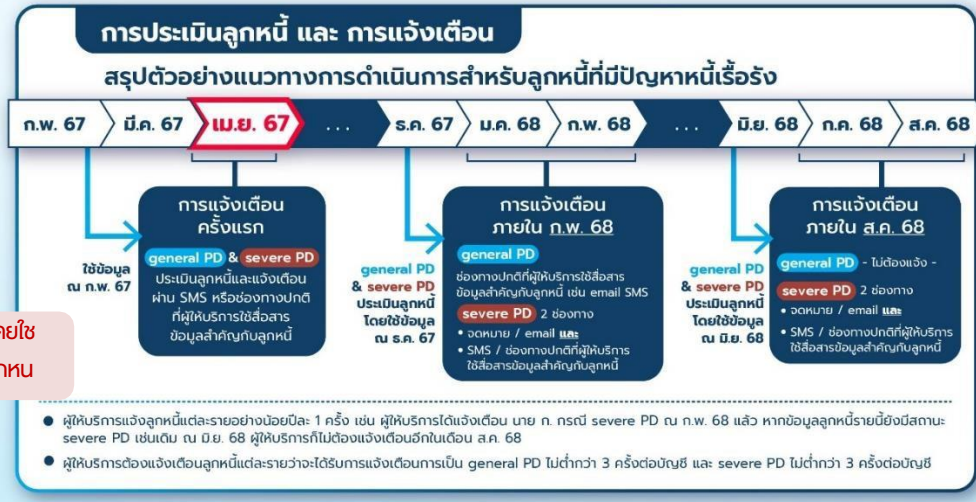 การประเมินลูกหนี้ และ การแจ้งเตือน
สรุปตัวอย่างแนวทางการดำเนินการสำหรับลูกหนี้ที่มีปัญหาหนี้เรื้อรัง
ก.พ. 67 มี.ค. 67 เม.ย. 67 ... ธ.ค. 67 ม.ค. 68 ก.พ. 68 ... มิ.ย. 68 ก.ค. 68 ส.ค. 68
ใช้ข้อมูล
ณ ก.พ. 67
การแจ้งเตือน
ครั้งแรก
general PD & severe PD
ประเมินลูกหนี้และแจ้งเตือน
ผ่าน SMS หรือช่องทางปกติ
ที่ผู้ให้บริการใช้สื่อสาร
ข้อมูลสำคัญกับลูกหนี้
general PD
& severe PD
ประเมินลูกหนี้
โดยใช้ข้อมูล
ณ ธ.ค. 67
การแจ้งเตือน
ภายใน ก.พ. 68
general PD
ช่องทางปกติที่ผู้ให้บริการใช้สื่อสาร
ข้อมูลสำคัญกับลูกหนี้ เช่น email SMS
severe PD 2 ช่องทาง
• จดหมาย / email และ
• SMS / ช่องทางปกติที่ผู้ให้บริการ
ใช้สื่อสารข้อมูลสำคัญกับลูกหนี้
general PD
& severe PD
ประเมินลูกหนี้
โดยใช้ข้อมูล
ณ มิ.ย. 68
การแจ้งเตือน
ภายใน ส.ค. 68
general PD - ไม่ต้องแจ้ง -
severe PD 2 ช่องทาง
• จดหมาย / email และ
• SMS / ช่องทางปกติที่ผู้ให้บริการ
ใช้สื่อสารข้อมูลสำคัญกับลูกหนี้
● ผู้ให้บริการแจ้งลูกหนี้แต่ละรายอย่างน้อยปีละ 1 ครั้ง เช่น ผู้ให้บริการได้แจ้งเตือน นาย ก. กรณี severe PD ณ ก.พ. 68 แล้ว หากข้อมูลลูกหนี้รายนี้ยังมีสถานะ
severe PD เช่นเดิม ณ มิ.ย. 68 ผู้ให้บริการก็ไม่ต้องแจ้งเตือนอีกในเดือน ส.ค. 68
● ผู้ให้บริการต้องแจ้งเตือนลูกหนี้แต่ละรายว่าจะได้รับการแจ้งเตือนการเป็น general PD ไม่ต่ำกว่า 3 ครั้งต่อบัญชี และ severe PD ไม่ต่ำกว่า 3 ครั้งต่อบัญชี